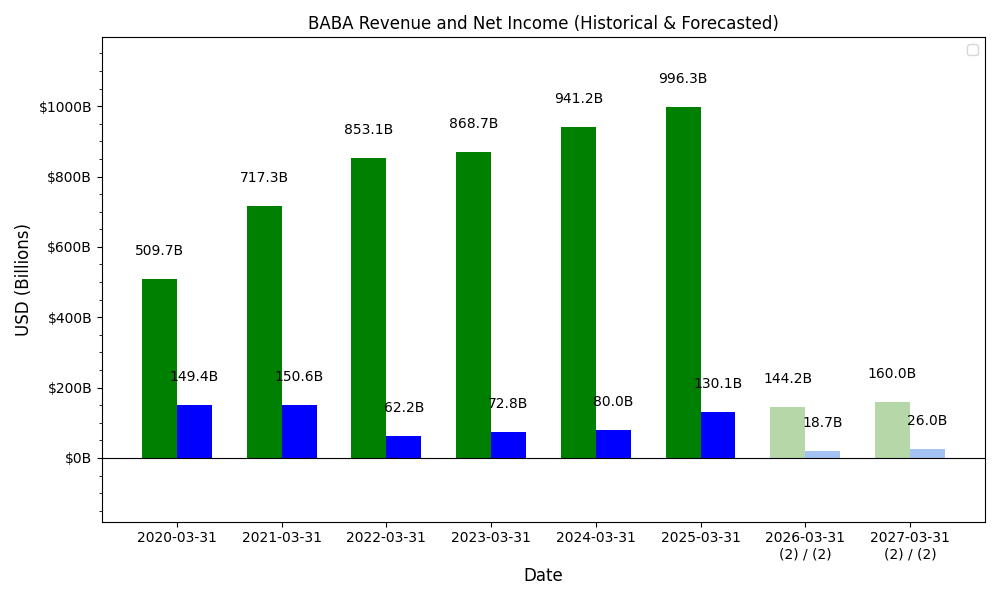 BABA Revenue and Net Income (Historical & Forecasted)
USD (Billions)
$1000B
$800B
$600B
$400B
$200B
$0B
509.7B
149.4B
717.3B
150.6B
853.1B
62.2B
868.7B
72.8B
941.2B
80.0B
996.3B
130.1B
144.2B
18.7B
160.0B
26.0B
2020-03-31
2021-03-31
2022-03-31
2023-03-31
2024-03-31
2025-03-31
2026-03-31
(2) / (2)
2027-03-31
(2) / (2)
Date